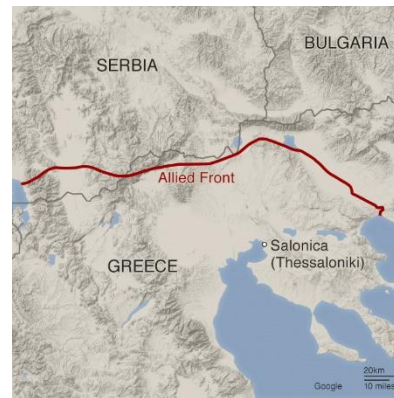 BULGARIA
SERBIA
Allied Front
Salonica
(Thessaloniki)
GREECE
20km
Google
10 miles